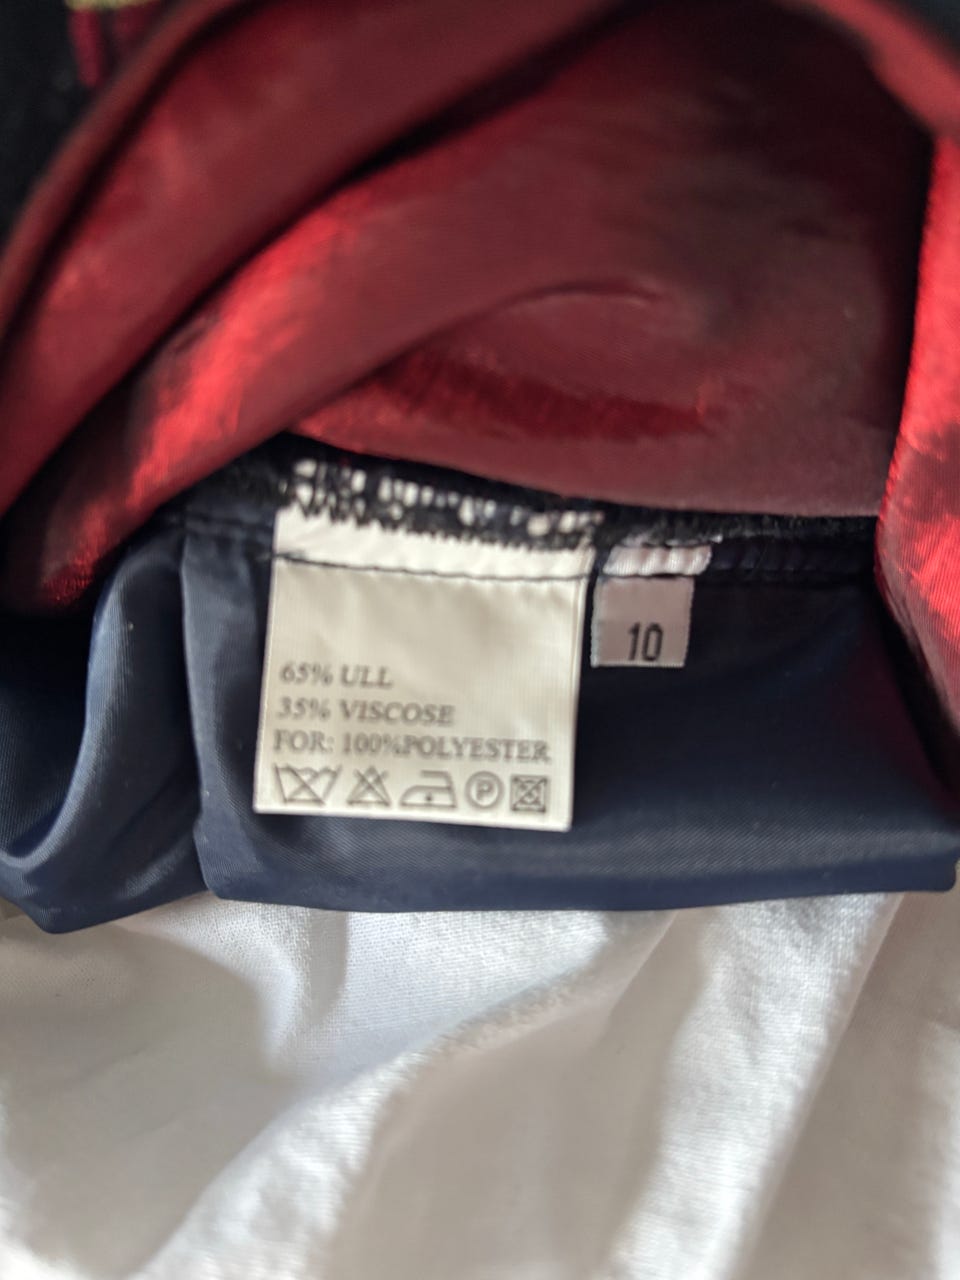 65% ULL
35% VISCOSE
FOR: 100%POLYESTER
P
10